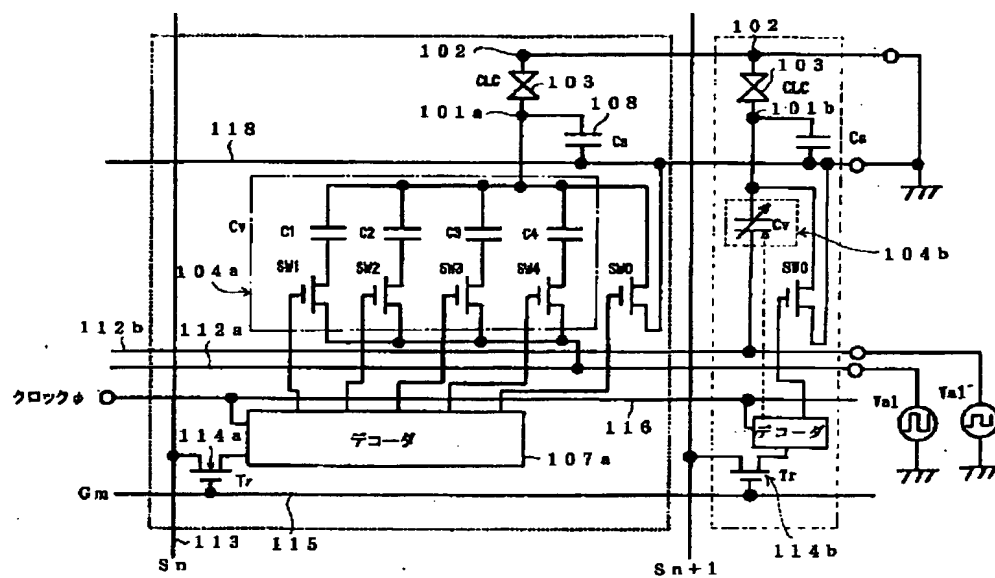 102
102
103
103
CLC
CLC
108
101a
101b
Cs
Cs
118
Cv
C1
C2
C3
C4
Cv
104b
SW1
SW2
SW3
SW4
SW0
SW0
104a
112b
112a
クロックφ
Va1
Va1-
116
114a
デコーダ
デコーダ
107a
Tr
Tr
Gm
113
115
114b
Sn
Sn+1